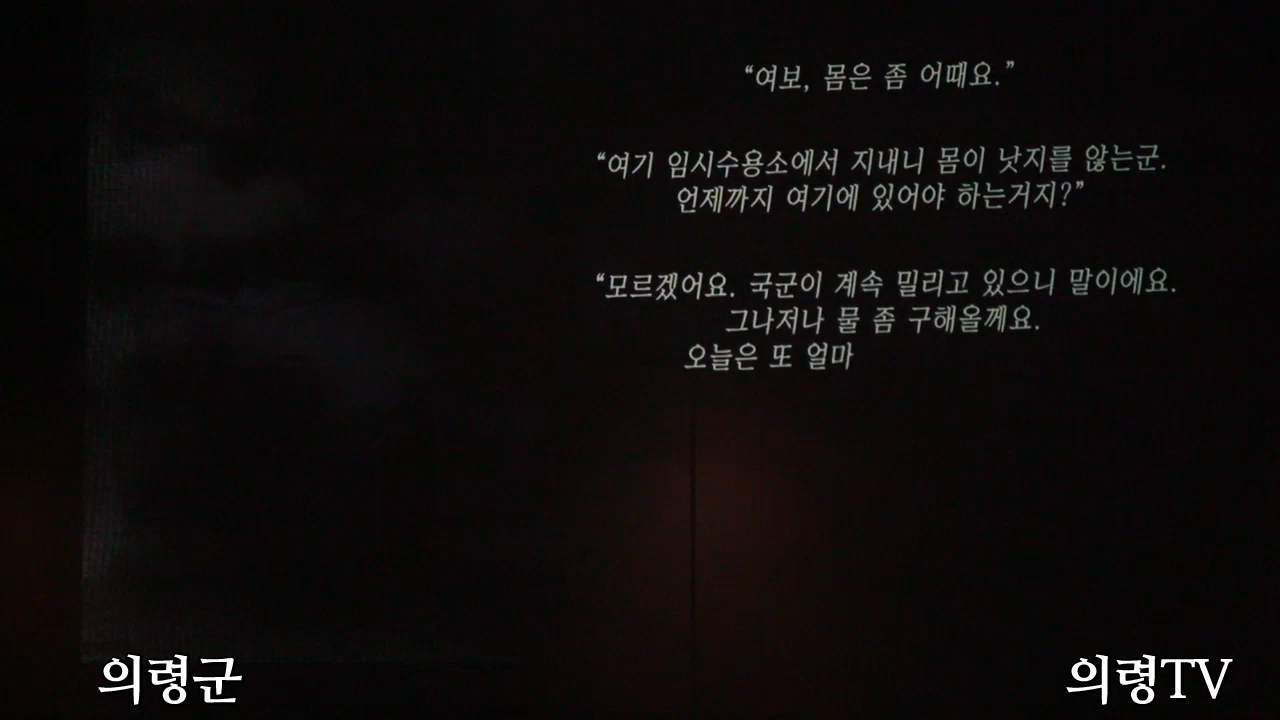 “여보, 몸은 좀 어때요.”
“여기 임시수용소에서 지내니 몸이 낫지를 않는군.
언제까지 여기에 있어야 하는거지?”
“모르겠어요. 국군이 계속 밀리고 있으니 말이에요.
그나저나 물 좀 구해올께요.
오늘은 또 얼마
의령군
의령TV